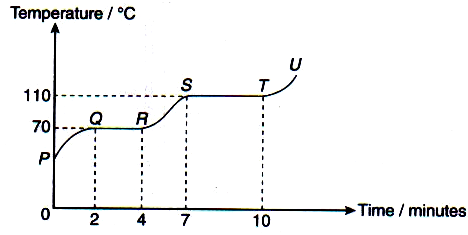 Temperature / °C
U
S
T
110
Q
R
70
P
0
2
4
7
10
Time / minutes